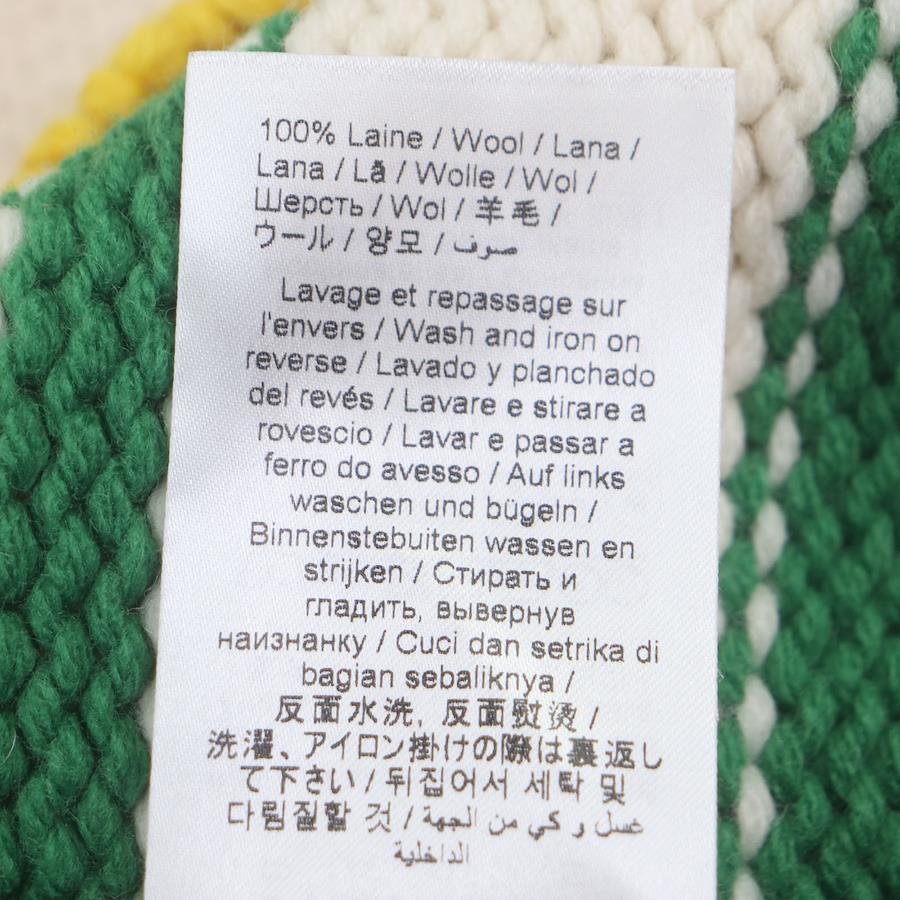 100% Laine / Wool / Lana /
Lana / Lã / Wolle / Wol /
Шерсть / Wol / 羊毛 /
ウール / 양모 / صوف
Lavage et repassage sur
l'envers / Wash and iron on
reverse / Lavado y planchado
del revés / Lavare e stirare a
rovescio / Lavar e passar a
ferro do avesso / Auf links
waschen und bügeln /
Binnenstebuiten wassen en
strijken / Стирать и
гладить, вывернув
наизнанку / Cuci dan setrika di
bagian sebaliknya /
反面水洗, 反面熨烫 /
洗濯、アイロン掛けの際は裏返し
て下さい / 뒤집어서 세탁 및
다림질할 것 / غسل و كي من الجهة
الداخلية